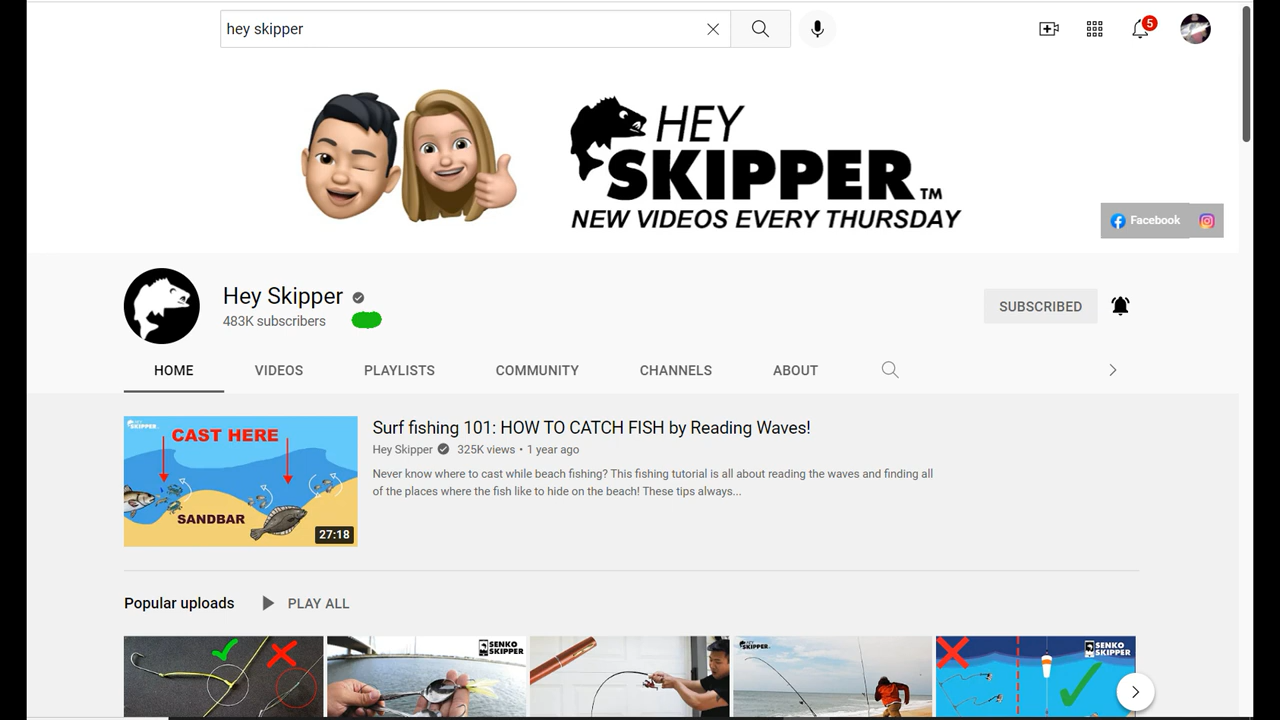 hey skipper
5
HEY
SKIPPER TM
NEW VIDEOS EVERY THURSDAY
Facebook
Hey Skipper
483K subscribers
SUBSCRIBED
HOME VIDEOS PLAYLISTS COMMUNITY CHANNELS ABOUT
HEY
SKIPPER
CAST HERE
SANDBAR
27:18
Surf fishing 101: HOW TO CATCH FISH by Reading Waves!
Hey Skipper 325K views • 1 year ago
Never know where to cast while beach fishing? This fishing tutorial is all about reading the waves and finding all
of the places where the fish like to hide on the beach! These tips always...
Popular uploads PLAY ALL
SENKO
SKIPPER
HEY
SKIPPER
SENKO
SKIPPER